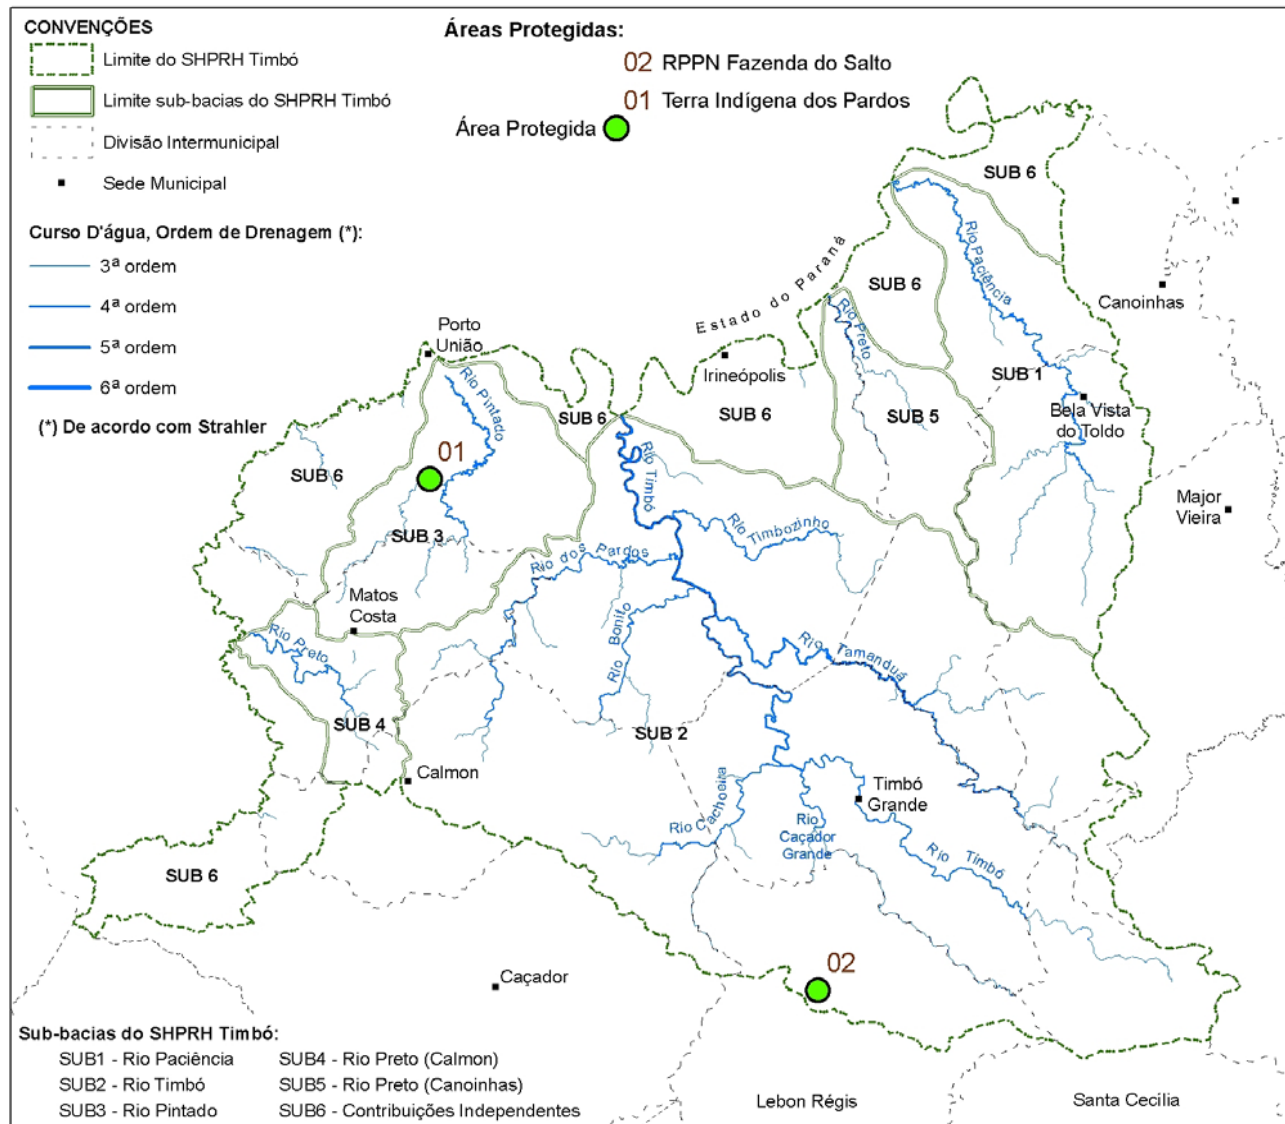 CONVENÇÕES
Limite do SHPRH Timbó
Limite sub-bacias do SHPRH Timbó
Divisão Intermunicipal
Sede Municipal
Curso D'água, Ordem de Drenagem (*):
3ª ordem
4ª ordem
5ª ordem
6ª ordem
(*) De acordo com Strahler
Áreas Protegidas:
02 RPPN Fazenda do Salto
01 Terra Indígena dos Pardos
Área Protegida
SUB 6
Rio Paciência
Estado do Paraná
SUB 6
Canoinhas
Porto
União
Rio Preto
Irineópolis
SUB 1
Rio Pintado
SUB 6
SUB 6
SUB 5
Bela Vista
do Toldo
01
SUB 6
Rio Timbó
Major
Vieira
Rio Timbozinho
SUB 3
Rio dos Pardos
Matos
Costa
Rio Bonito
Rio Preto
Rio Tamanduá
SUB 4
SUB 2
Calmon
Timbó
Grande
Rio Cachoeira
Rio
Caçador
Grande
Rio Timbó
SUB 6
02
Caçador
Sub-bacias do SHPRH Timbó:
SUB1 - Rio Paciência
SUB2 - Rio Timbó
SUB3 - Rio Pintado
SUB4 - Rio Preto (Calmon)
SUB5 - Rio Preto (Canoinhas)
SUB6 - Contribuições Independentes
Lebon Régis
Santa Cecilia